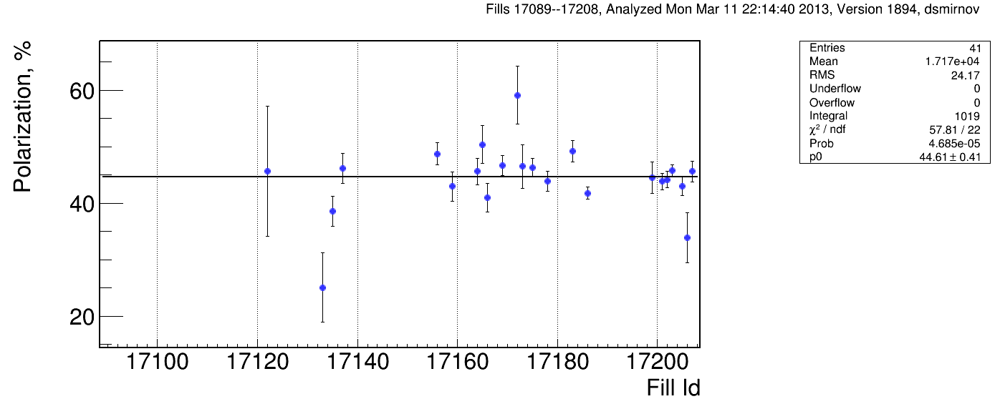 Fills 17089--17208, Analyzed Mon Mar 11 22:14:40 2013, Version 1894, dsmirnov
Polarization, %
60
40
20
17100 17120 17140 17160 17180 17200
Fill Id
Entries 41
Mean 1.717e+04
RMS 24.17
Underflow 0
Overflow 0
Integral 1019
χ² / ndf 57.81 / 22
Prob 4.685e-05
p0 44.61 ± 0.41